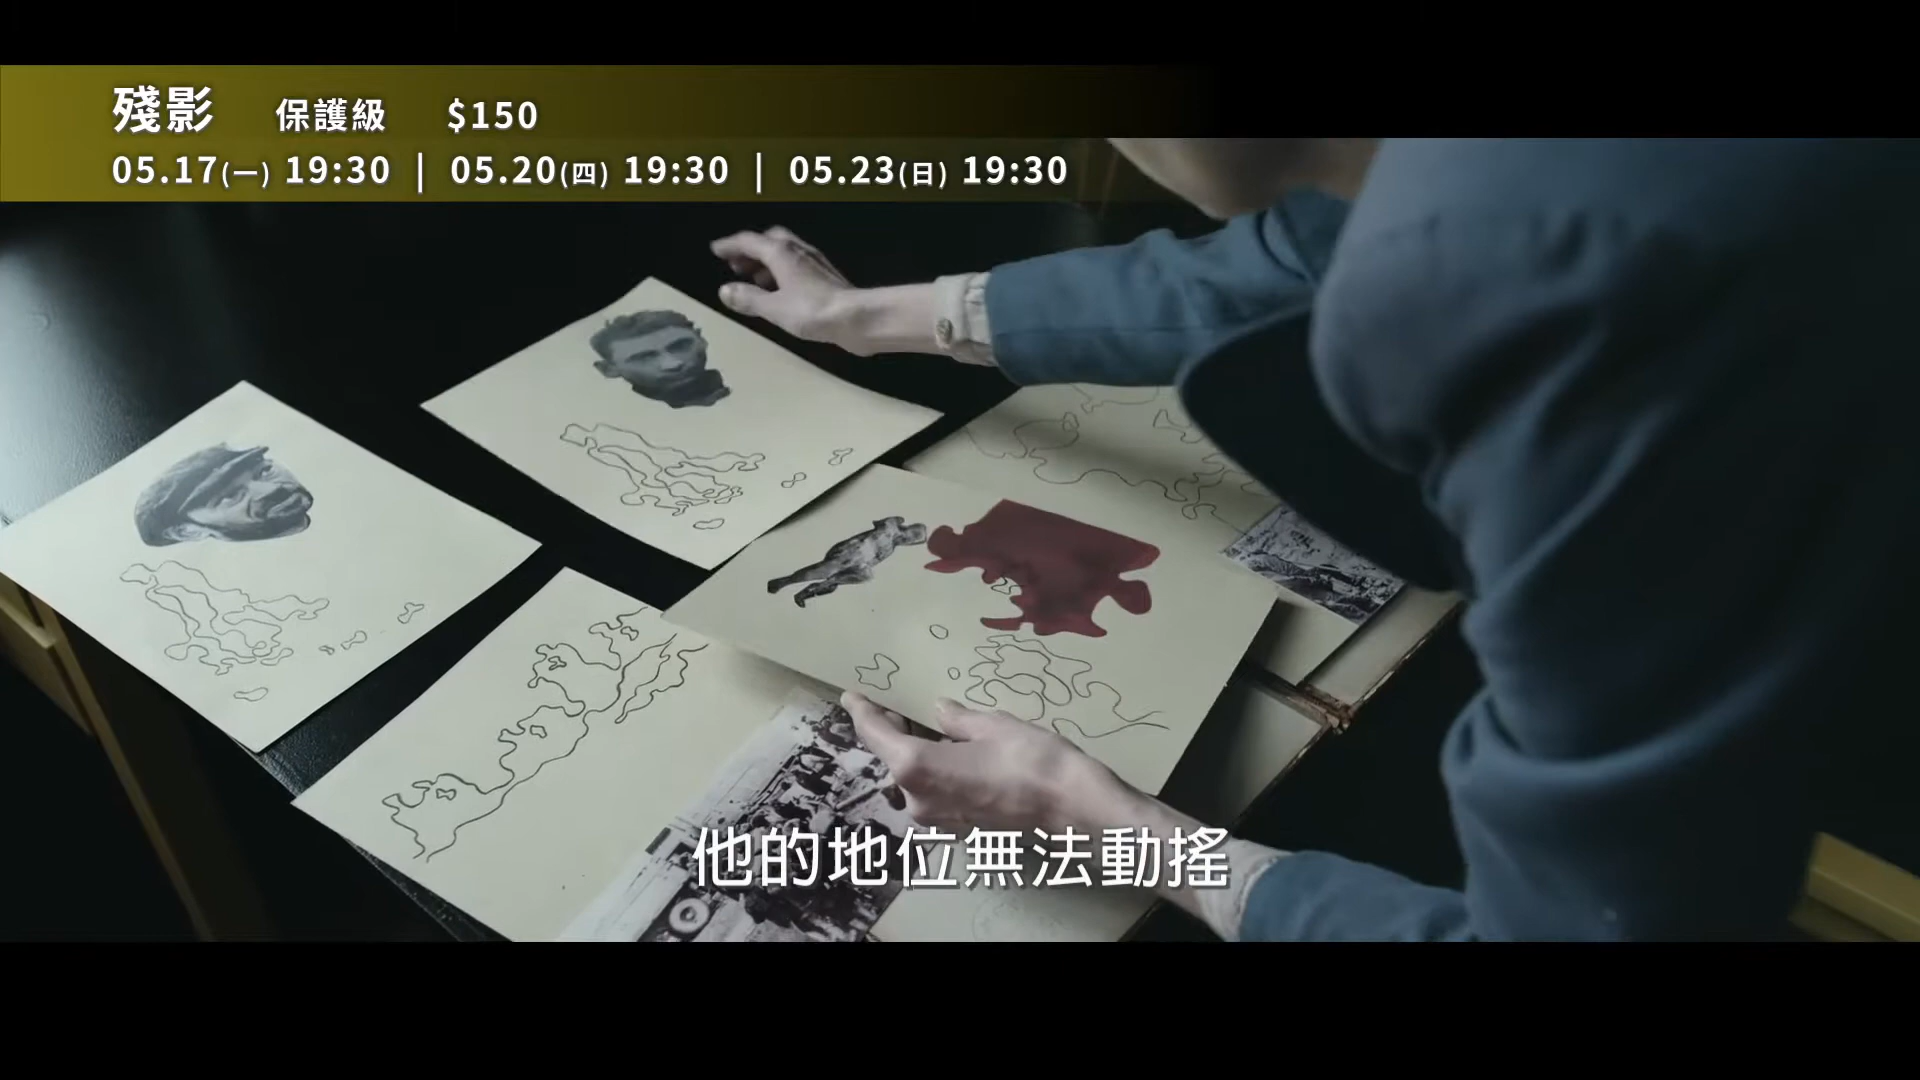 殘影 保護級 $150
05.17(一) 19:30 | 05.20(四) 19:30 | 05.23(日) 19:30
他的地位無法動搖